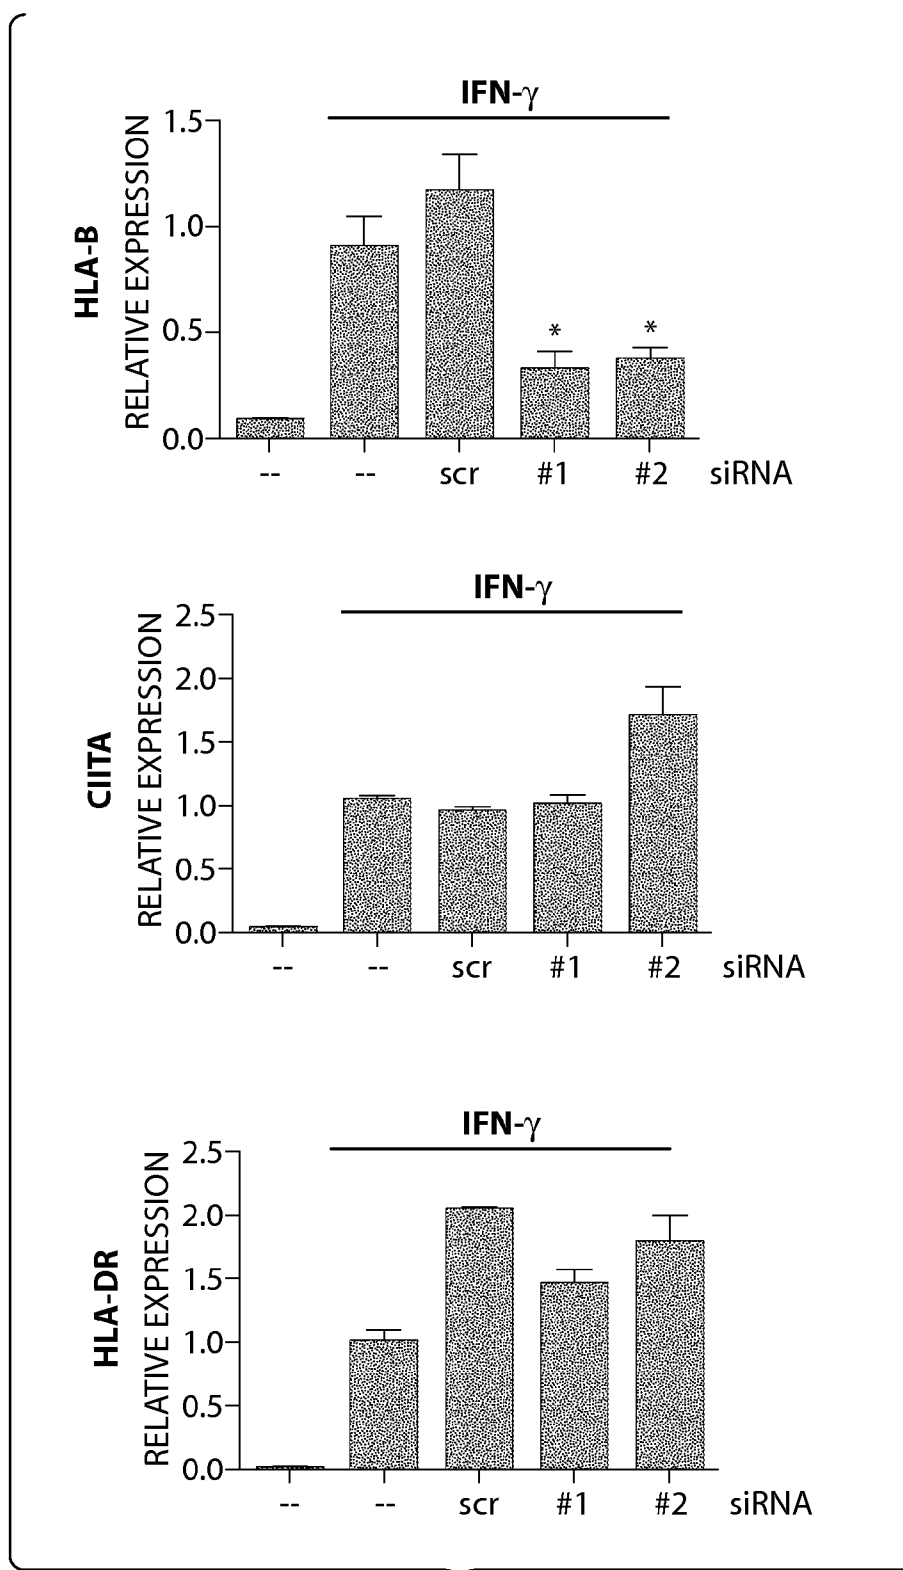 IFN-γ
HLA-B
RELATIVE EXPRESSION
1.5
1.0
0.5
0.0
* *
-- -- scr #1 #2 siRNA
IFN-γ
CIITA
RELATIVE EXPRESSION
2.5
2.0
1.5
1.0
0.5
0.0
-- -- scr #1 #2 siRNA
IFN-γ
HLA-DR
RELATIVE EXPRESSION
2.5
2.0
1.5
1.0
0.5
0.0
-- -- scr #1 #2 siRNA